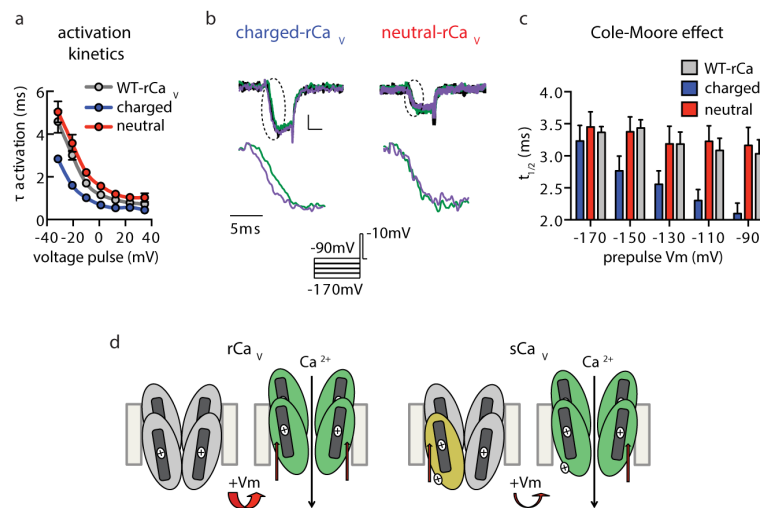 a
activation
kinetics
τ activation (ms)
6
4
2
0
-40 -20 0 20 40
voltage pulse (mV)
WT-rCa V
charged
neutral
b
charged-rCa V
neutral-rCa V
5ms
-90mV
-10mV
-170mV
c
Cole-Moore effect
t1/2 (ms)
4.0
3.5
3.0
2.5
2.0
-170 -150 -130 -110 -90
prepulse Vm (mV)
WT-rCa
charged
neutral
d
rCa V
Ca 2+
+Vm
sCa V
Ca 2+
+Vm